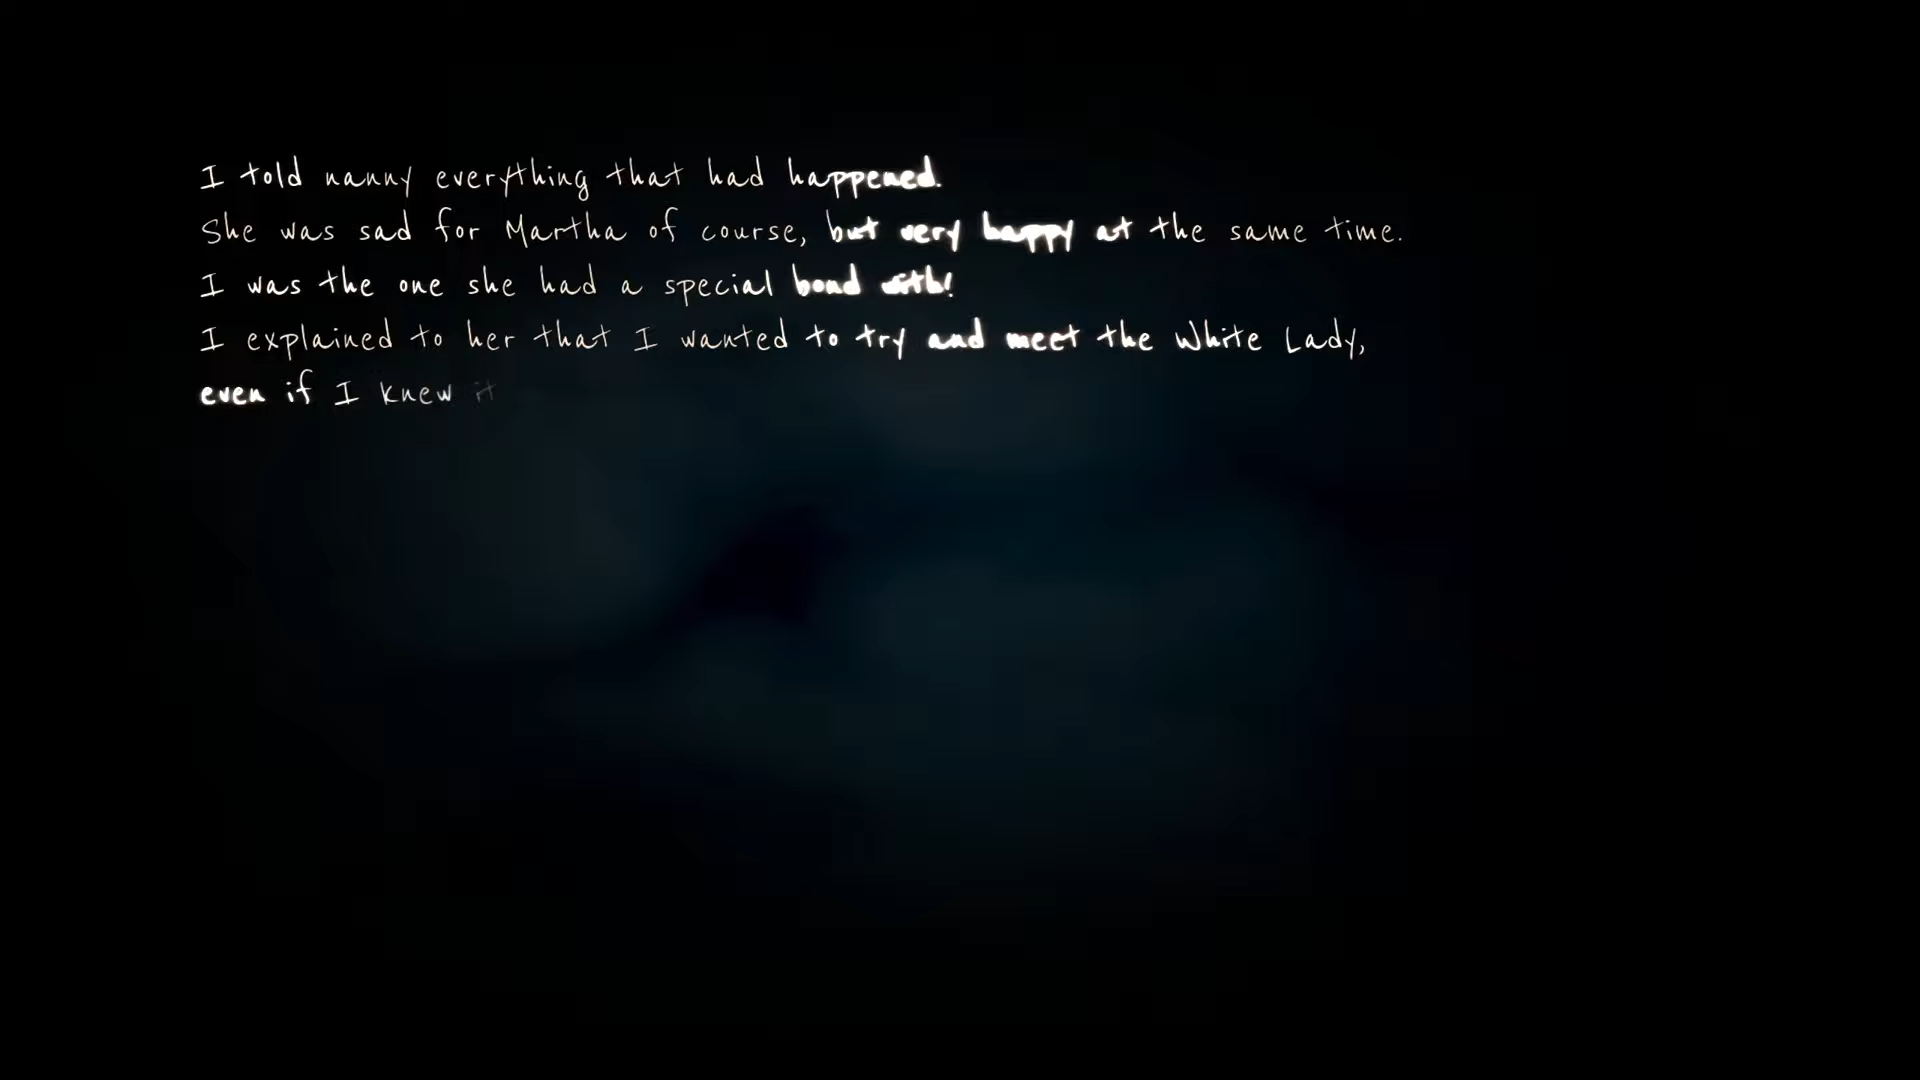 I told nanny everything that had happened.
She was sad for Martha of course, but very happy at the same time.
I was the one she had a special bond with!
I explained to her that I wanted to try and meet the White Lady,
even if I knew it